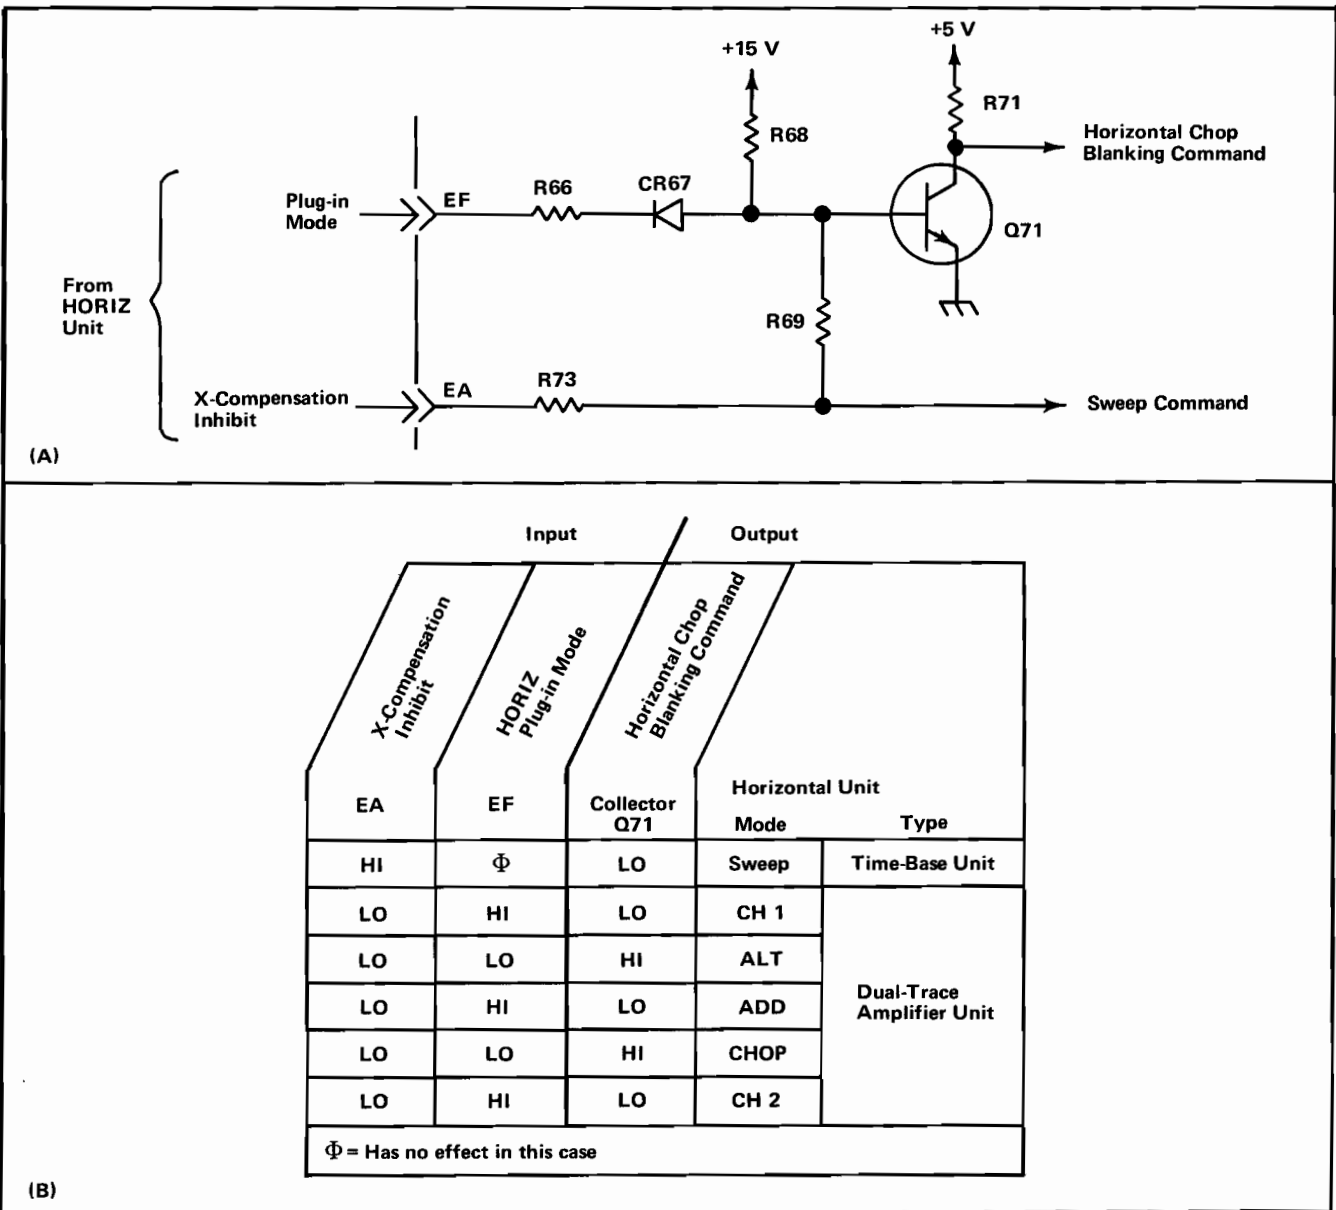 +5 V
+15 V
R71
R68
Horizontal Chop
Blanking Command
Plug-in
Mode
EF
R66
CR67
Q71
From
HORIZ
Unit
R69
X-Compensation
Inhibit
EA
R73
Sweep Command
(A)
Input
Output
X-Compensation
Inhibit
HORIZ
Plug-in Mode
Horizontal Chop
Blanking Command
Horizontal Unit
EA
EF
Collector
Q71
Mode
Type
HI
Φ
LO
Sweep
Time-Base Unit
LO
HI
LO
CH 1
LO
LO
HI
ALT
Dual-Trace
Amplifier Unit
LO
HI
LO
ADD
LO
LO
HI
CHOP
LO
HI
LO
CH 2
Φ= Has no effect in this case
(B)